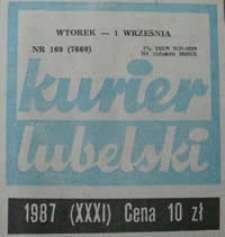 WTOREK — 1 WRZEŚNIA
NR 169 (7660)
kurier
lubelski
1987 (XXXI) Cena 10 zł